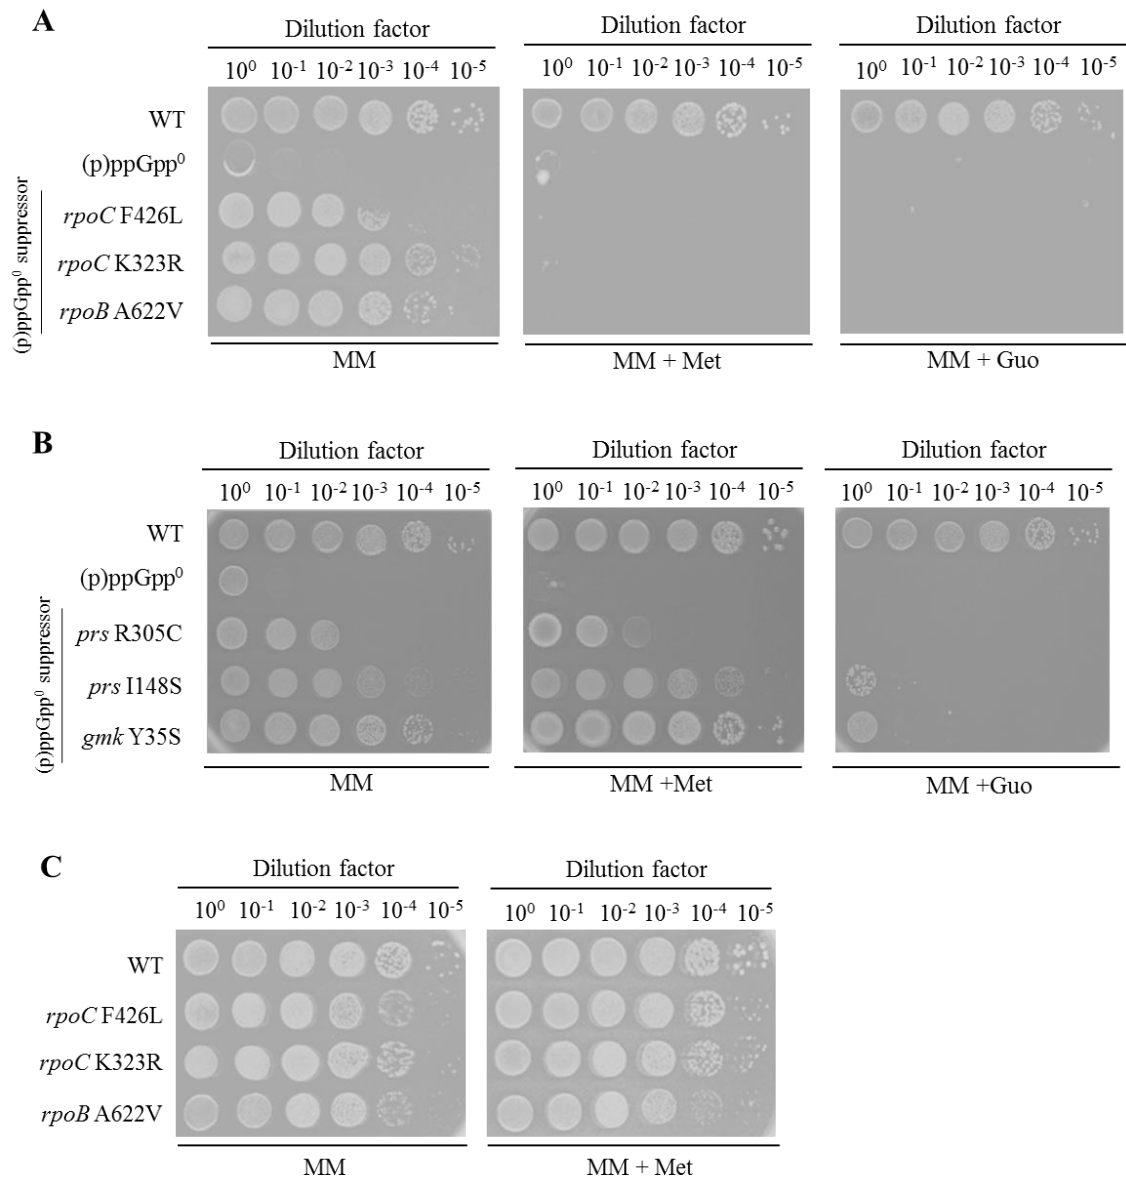 A
Dilution factor Dilution factor Dilution factor
10⁰ 10⁻¹ 10⁻² 10⁻³ 10⁻⁴ 10⁻⁵ 10⁰ 10⁻¹ 10⁻² 10⁻³ 10⁻⁴ 10⁻⁵ 10⁰ 10⁻¹ 10⁻² 10⁻³ 10⁻⁴ 10⁻⁵
WT
(p)ppGpp⁰
(p)ppGpp⁰ suppressor
rpoC F426L
rpoC K323R
rpoB A622V
MM MM + Met MM + Guo
B
Dilution factor Dilution factor Dilution factor
10⁰ 10⁻¹ 10⁻² 10⁻³ 10⁻⁴ 10⁻⁵ 10⁰ 10⁻¹ 10⁻² 10⁻³ 10⁻⁴ 10⁻⁵ 10⁰ 10⁻¹ 10⁻² 10⁻³ 10⁻⁴ 10⁻⁵
WT
(p)ppGpp⁰
(p)ppGpp⁰ suppressor
prs R305C
prs I148S
gmk Y35S
MM MM +Met MM +Guo
C
Dilution factor Dilution factor
10⁰ 10⁻¹ 10⁻² 10⁻³ 10⁻⁴ 10⁻⁵ 10⁰ 10⁻¹ 10⁻² 10⁻³ 10⁻⁴ 10⁻⁵
WT
rpoC F426L
rpoC K323R
rpoB A622V
MM MM + Met